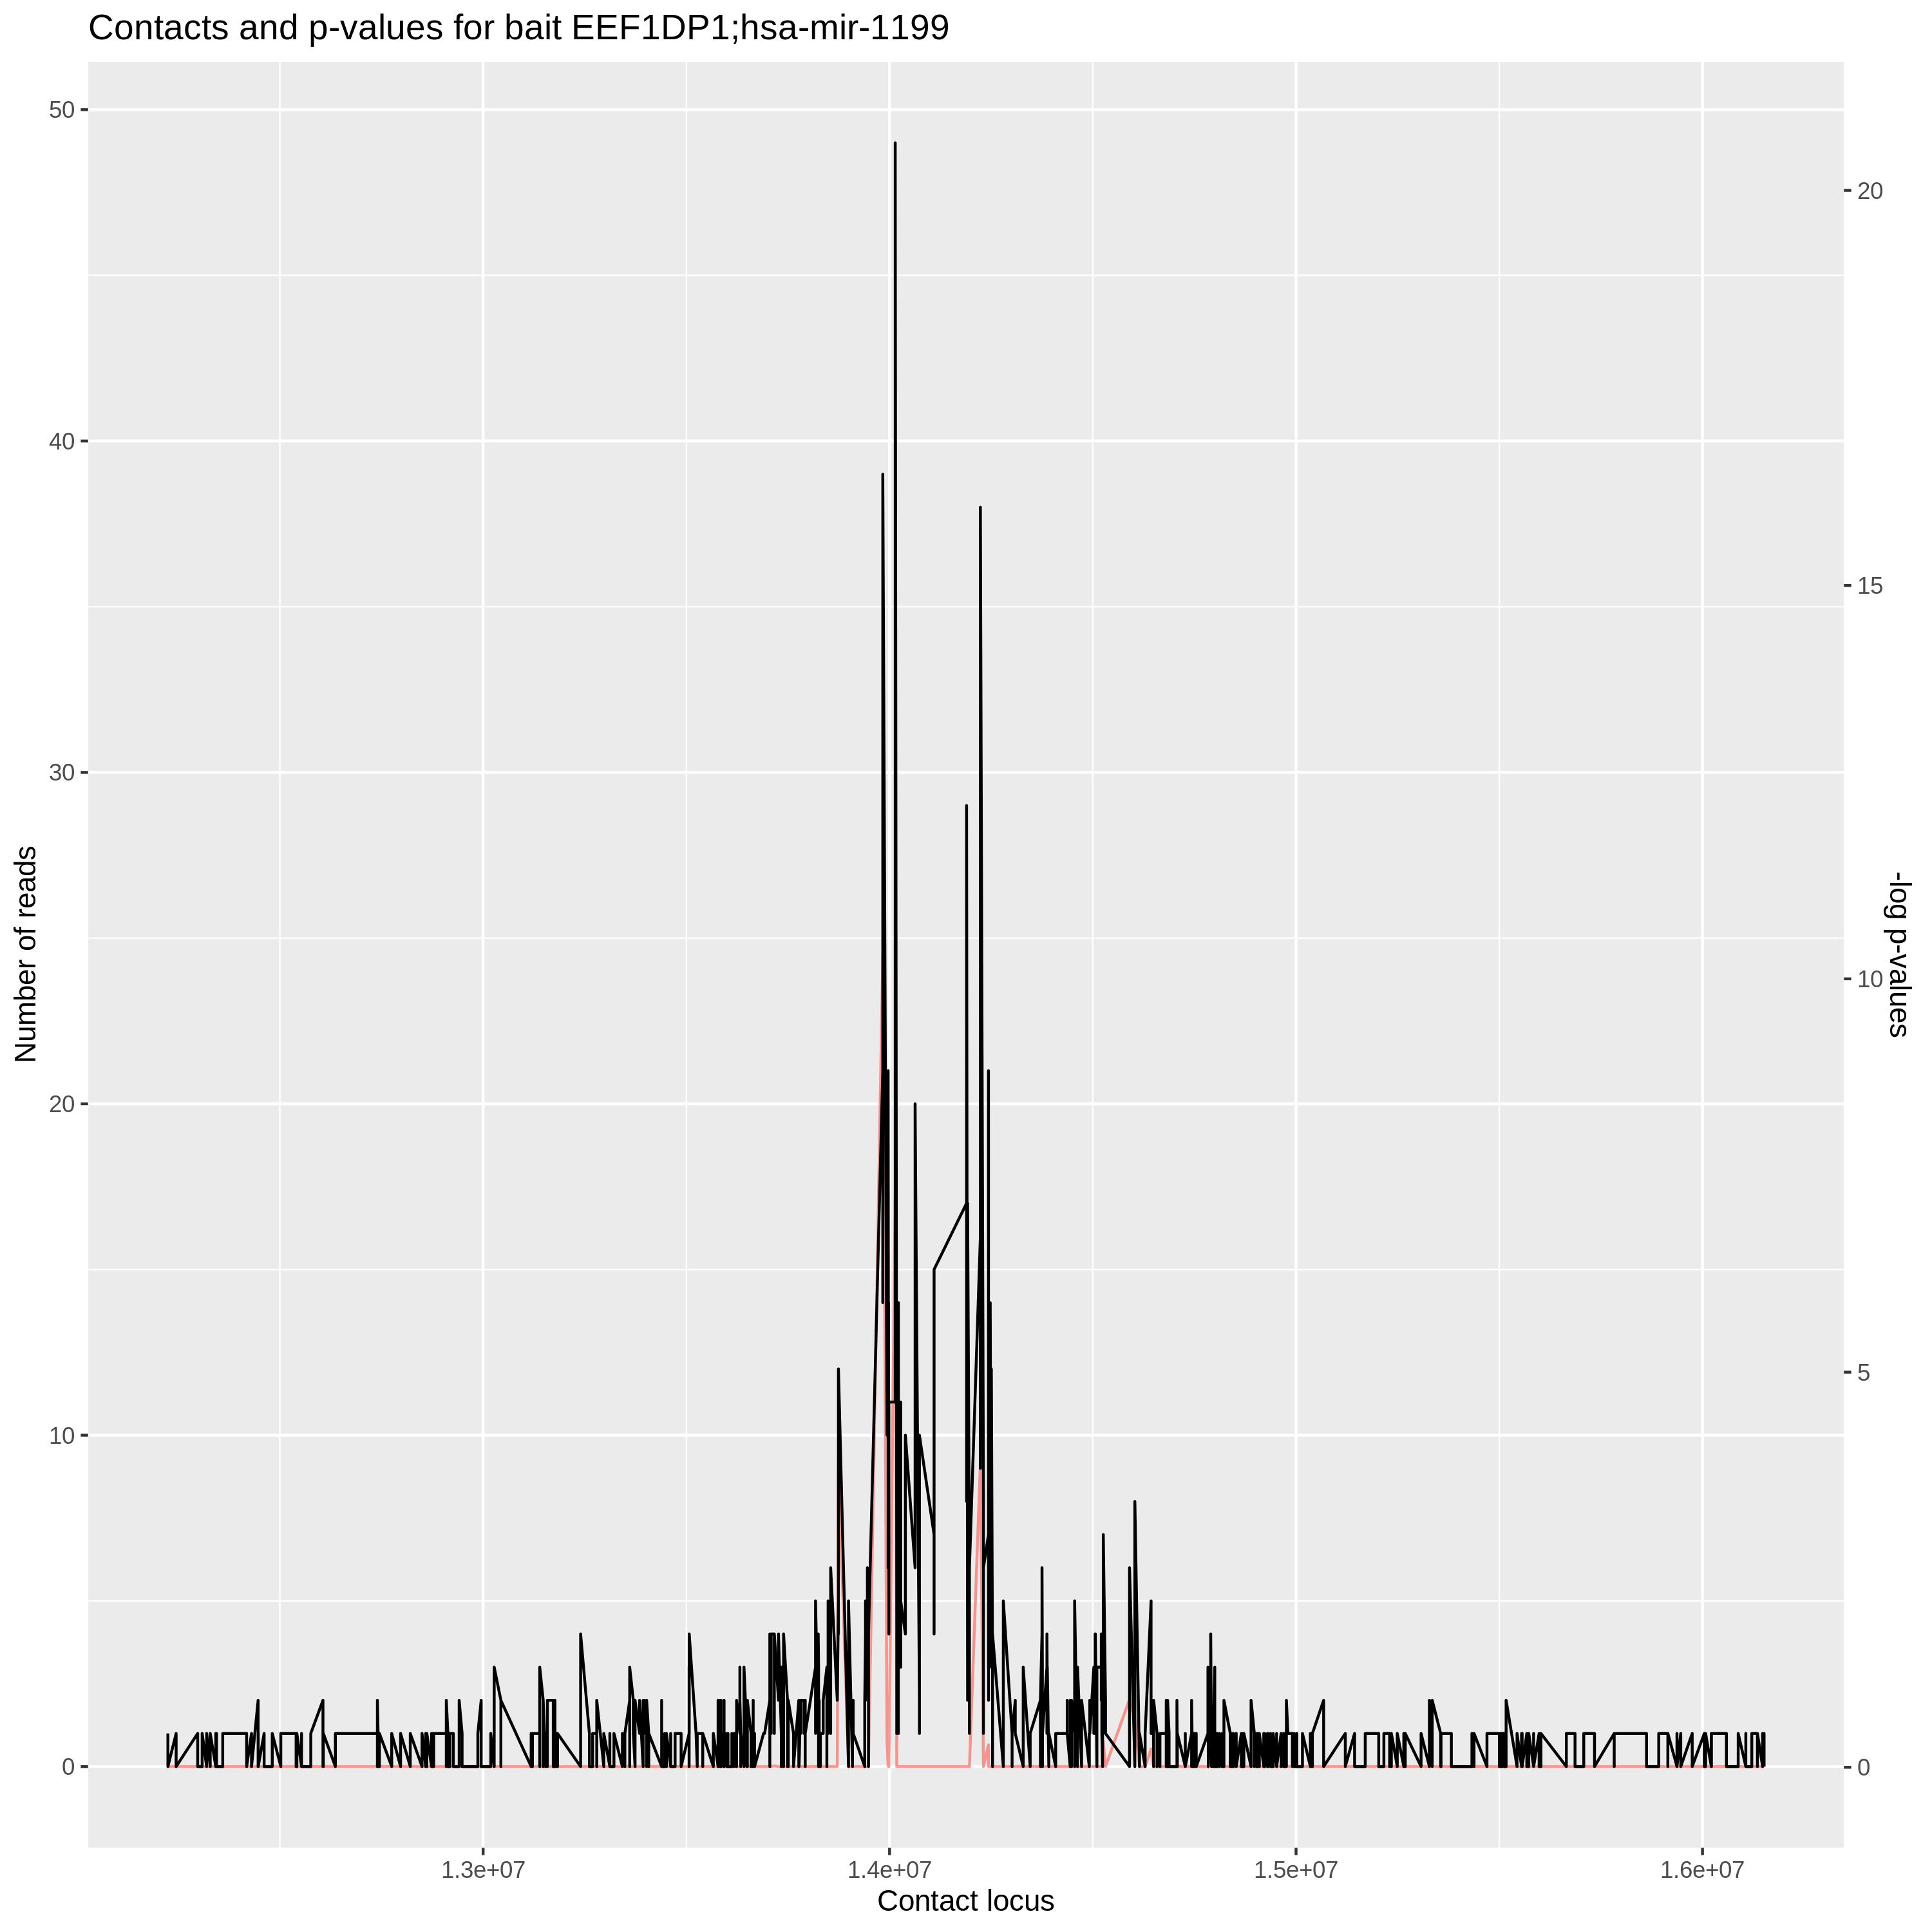 Contacts and p-values for bait EEF1DP1;hsa-mir-1199
50
40
30
20
10
0
Number of reads
20
15
10
5
0
-log p-values
1.3e+07
1.4e+07
1.5e+07
1.6e+07
Contact locus